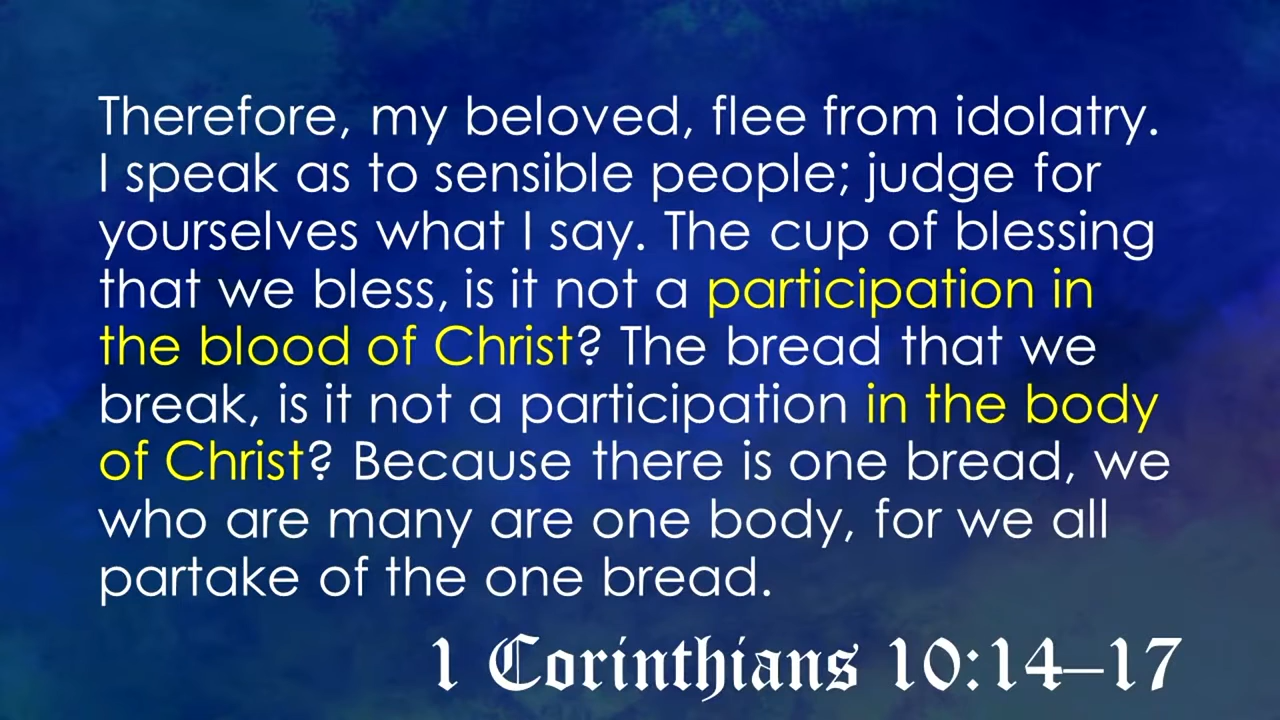 Therefore, my beloved, flee from idolatry.
I speak as to sensible people; judge for
yourselves what I say. The cup of blessing
that we bless, is it not a participation in
the blood of Christ? The bread that we
break, is it not a participation in the body
of Christ? Because there is one bread, we
who are many are one body, for we all
partake of the one bread.
1 Corinthians 10:14–17